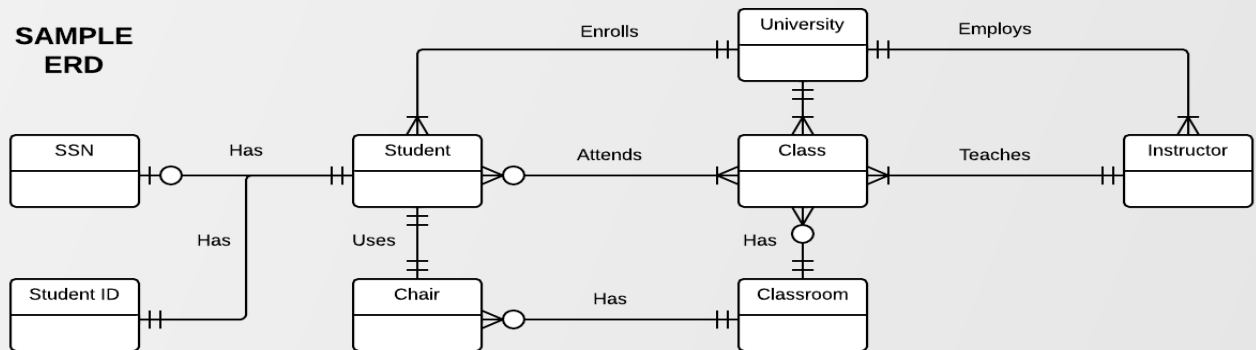 SAMPLE
ERD
University
Enrolls
Employs
SSN
Has
Student
Attends
Class
Teaches
Instructor
Has
Uses
Has
Student ID
Chair
Has
Classroom